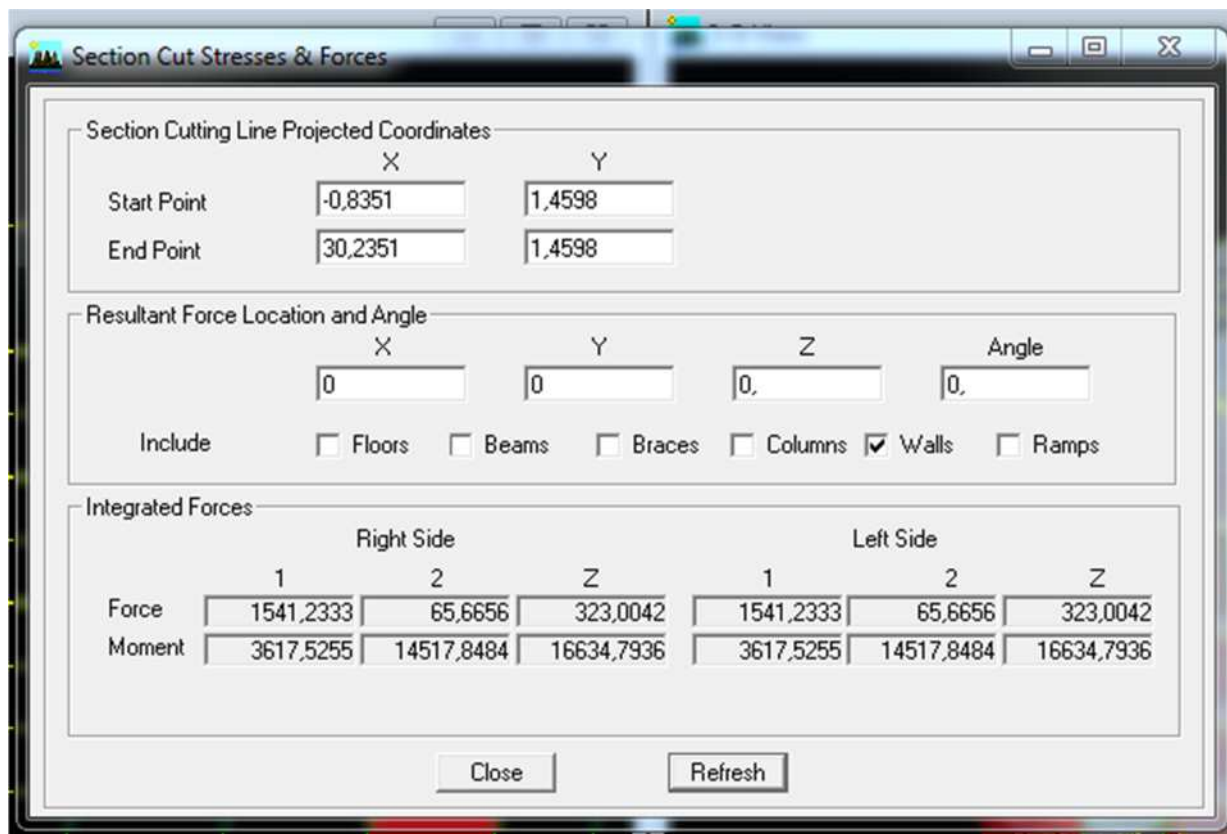 Section Cut Stresses & Forces
Section Cutting Line Projected Coordinates
X Y
Start Point -0,8351 1,4598
End Point 30,2351 1,4598
Resultant Force Location and Angle
X Y Z Angle
0 0 0, 0,
Include Floors Beams Braces Columns Walls Ramps
Integrated Forces
Right Side Left Side
1 2 Z 1 2 Z
Force 1541,2333 65,6656 323,0042 1541,2333 65,6656 323,0042
Moment 3617,5255 14517,8484 16634,7936 3617,5255 14517,8484 16634,7936
Close Refresh